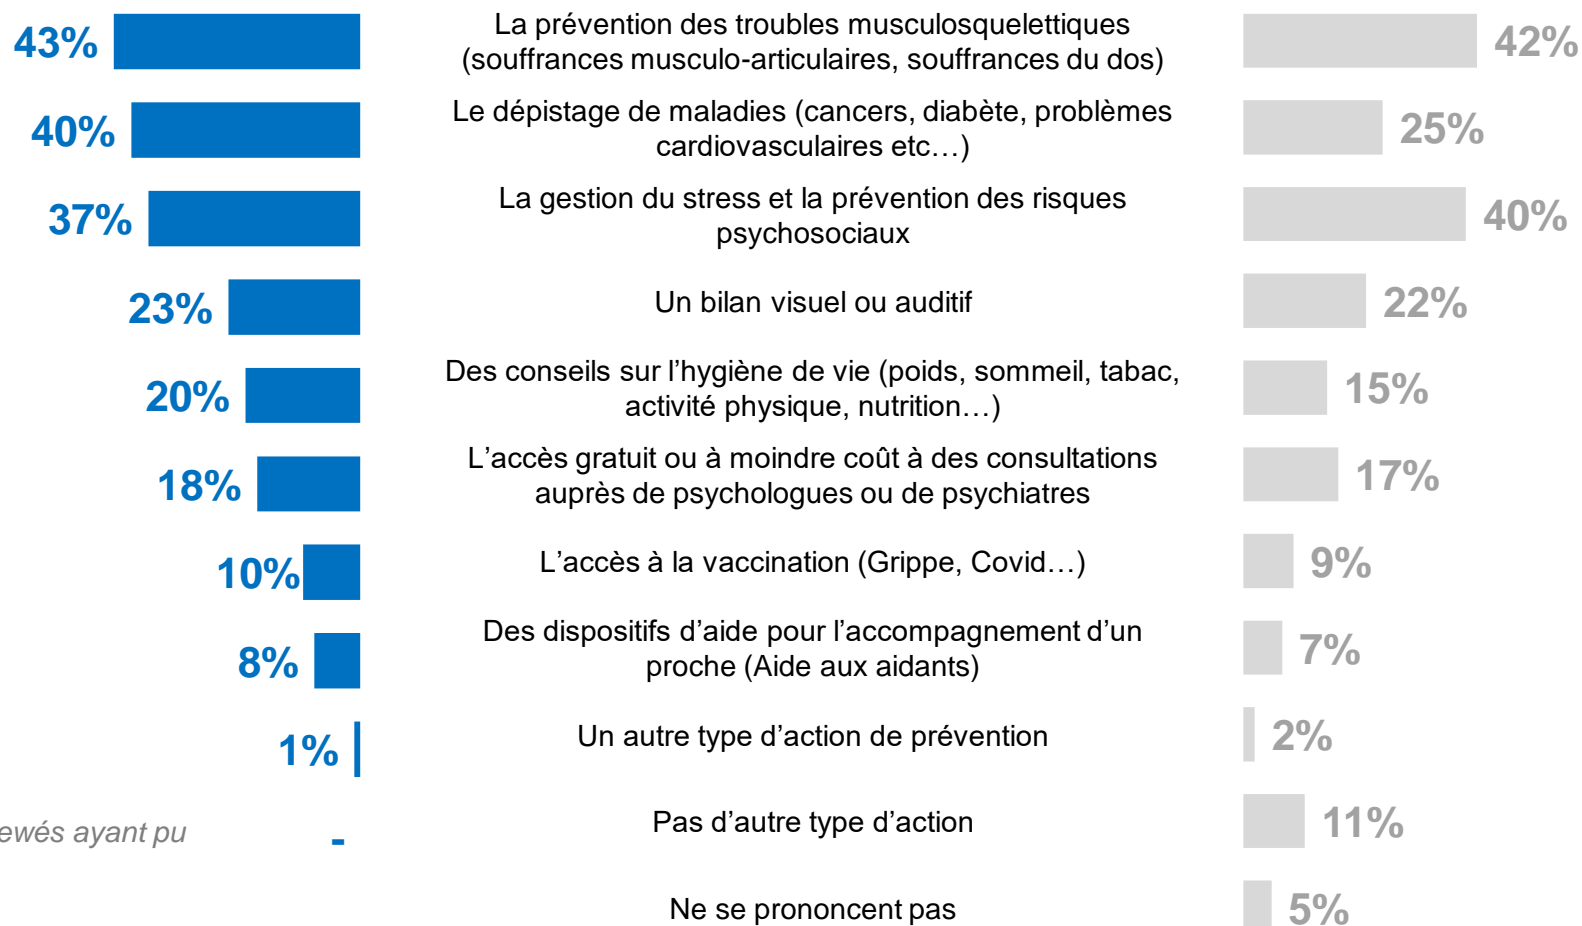 43% La prévention des troubles musculosquelettiques 42%
(souffrances musculo-articulaires, souffrances du dos)
40% Le dépistage de maladies (cancers, diabète, problèmes 25%
cardiovasculaires etc…)
37% La gestion du stress et la prévention des risques 40%
psychosociaux
23% Un bilan visuel ou auditif 22%
20% Des conseils sur l’hygiène de vie (poids, sommeil, tabac, 15%
activité physique, nutrition…)
18% L’accès gratuit ou à moindre coût à des consultations 17%
auprès de psychologues ou de psychiatres
10% L’accès à la vaccination (Grippe, Covid…) 9%
8% Des dispositifs d’aide pour l’accompagnement d’un 7%
proche (Aide aux aidants)
1% Un autre type d’action de prévention 2%
ewés ayant pu - Pas d’autre type d’action 11%
Ne se prononcent pas 5%